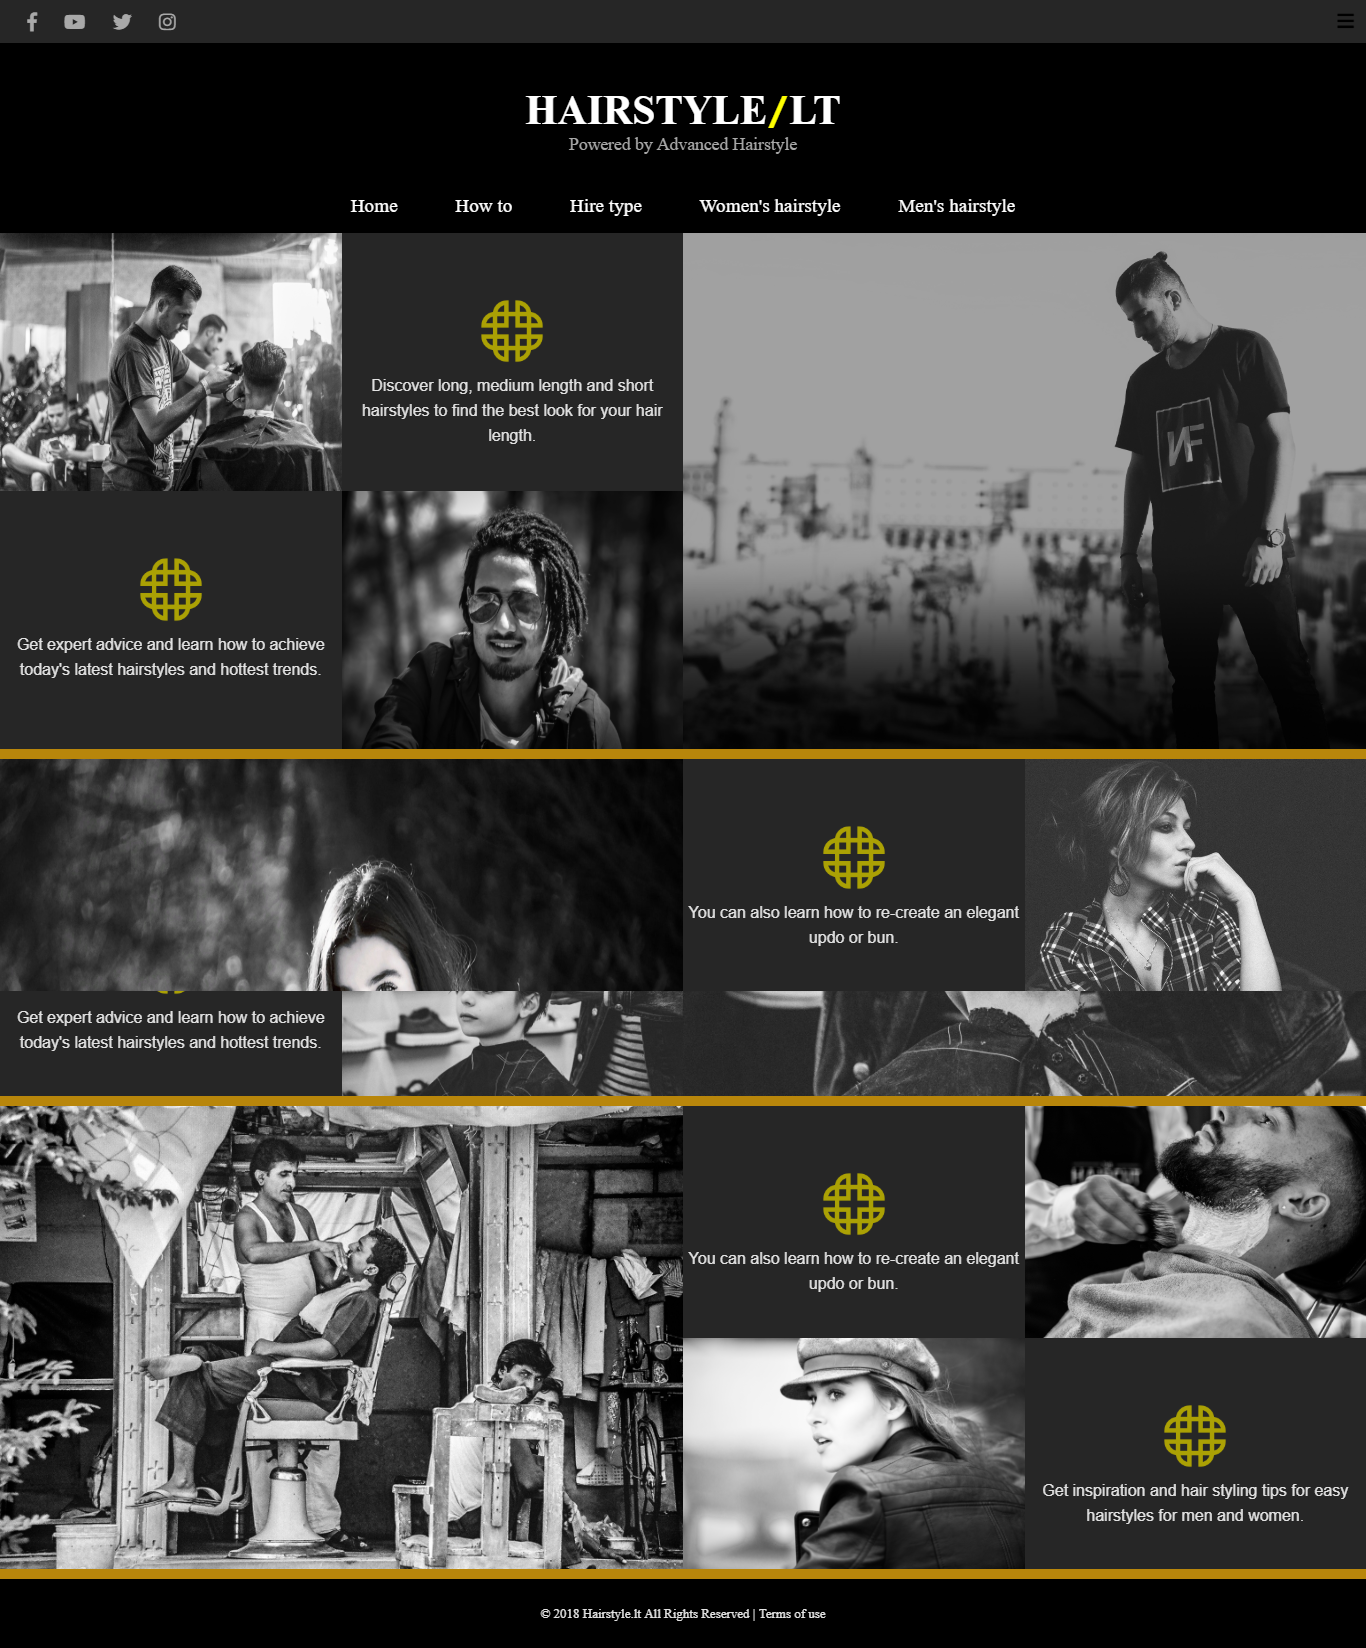 HAIRSTYLE/LT
Powered by Advanced Hairstyle
Home How to Hire type Women's hairstyle Men's hairstyle
Discover long, medium length and short
hairstyles to find the best look for your hair
length.
NF
Get expert advice and learn how to achieve
today's latest hairstyles and hottest trends.
You can also learn how to re-create an elegant
updo or bun.
Get expert advice and learn how to achieve
today's latest hairstyles and hottest trends.
You can also learn how to re-create an elegant
updo or bun.
Get inspiration and hair styling tips for easy
hairstyles for men and women.
© 2018 Hairstyle.lt All Rights Reserved | Terms of use